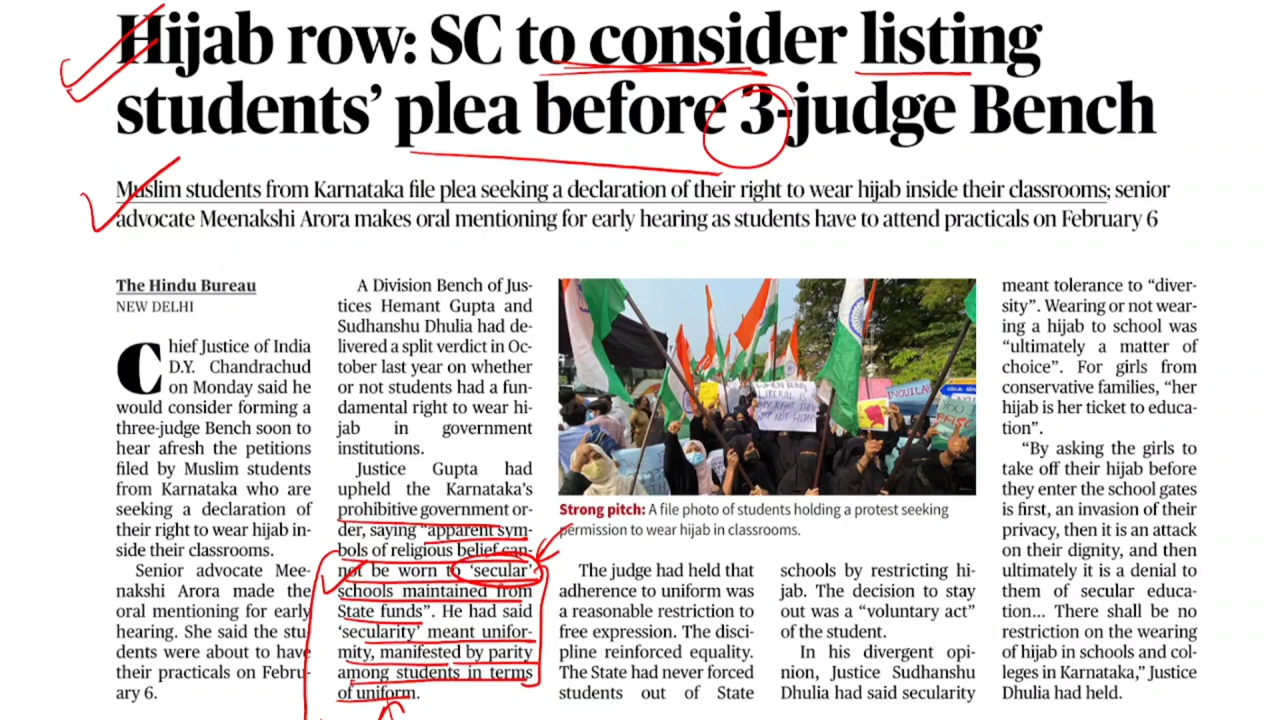 Hijab row: SC to consider listing
students’ plea before 3-judge Bench
Muslim students from Karnataka file plea seeking a declaration of their right to wear hijab inside their classrooms; senior
advocate Meenakshi Arora makes oral mentioning for early hearing as students have to attend practicals on February 6
The Hindu Bureau
NEW DELHI
Chief Justice of India
D.Y. Chandrachud
on Monday said he
would consider forming a
three-judge Bench soon to
hear afresh the petitions
filed by Muslim students
from Karnataka who are
seeking a declaration of
their right to wear hijab in-
side their classrooms.
Senior advocate Mee-
nakshi Arora made the
oral mentioning for early
hearing. She said the stu-
dents were about to have
their practicals on Febru-
ary 6.
A Division Bench of Jus-
tices Hemant Gupta and
Sudhanshu Dhulia had de-
livered a split verdict in Oc-
tober last year on whether
or not students had a fun-
damental right to wear hi-
jab in government
institutions.
Justice Gupta had
upheld the Karnataka’s
prohibitive government or-
der, saying “apparent sym-
bols of religious belief can-
not be worn to ‘secular’
schools maintained from
State funds”. He had said
‘secularity’ meant unifor-
mity, manifested by parity
among students in terms
of uniform.
LIBERAL IS
MY RIGHT THEN
WHY NOT HIJAB
INQUILA
YOU
Strong pitch: A file photo of students holding a protest seeking
permission to wear hijab in classrooms.
The judge had held that
adherence to uniform was
a reasonable restriction to
free expression. The disci-
pline reinforced equality.
The State had never forced
students out of State
schools by restricting hi-
jab. The decision to stay
out was a “voluntary act”
of the student.
In his divergent opi-
nion, Justice Sudhanshu
Dhulia had said secularity
meant tolerance to “diver-
sity”. Wearing or not wear-
ing a hijab to school was
“ultimately a matter of
choice”. For girls from
conservative families, “her
hijab is her ticket to educa-
tion”.
“By asking the girls to
take off their hijab before
they enter the school gates
is first, an invasion of their
privacy, then it is an attack
on their dignity, and then
ultimately it is a denial to
them of secular educa-
tion... There shall be no
restriction on the wearing
of hijab in schools and col-
leges in Karnataka,” Justice
Dhulia had held.